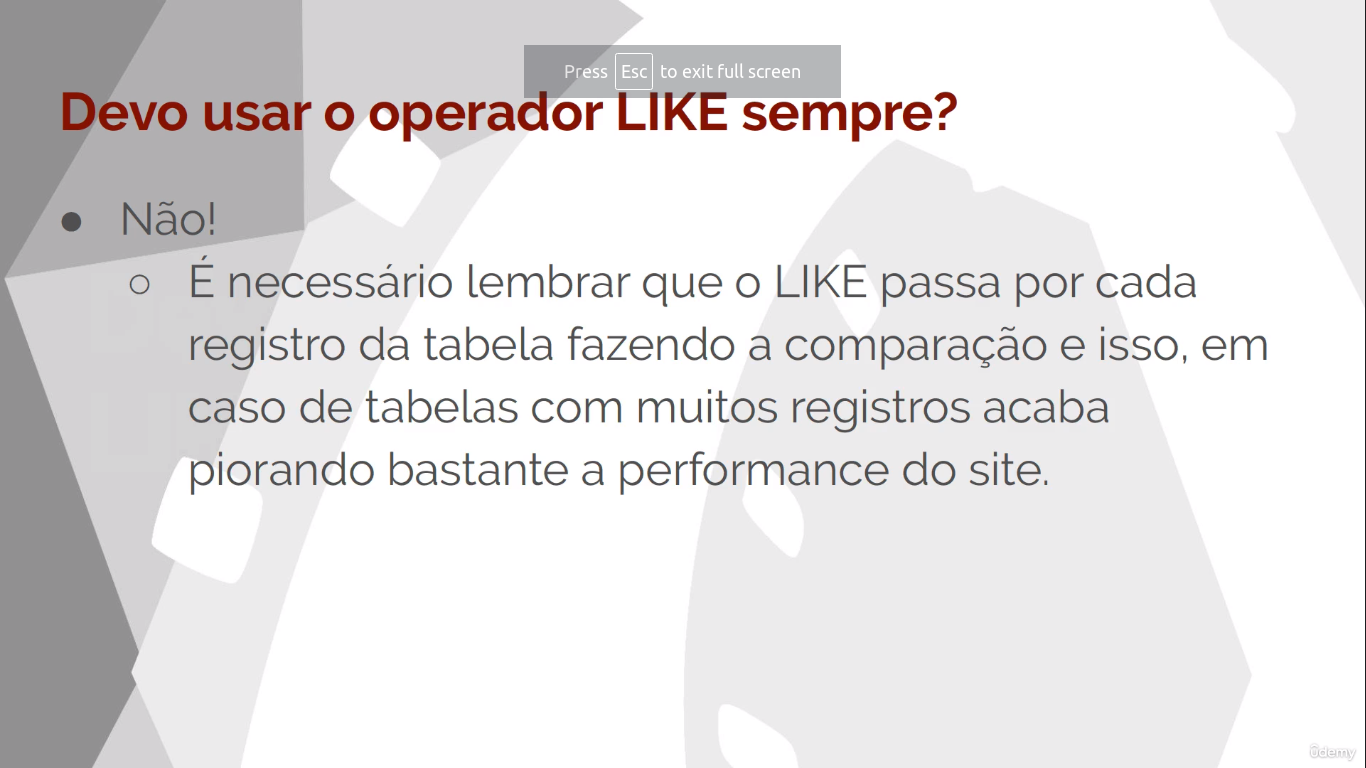 Press Esc to exit full screen
Devo usar o operador LIKE sempre?
● Não!
○ É necessário lembrar que o LIKE passa por cada
registro da tabela fazendo a comparação e isso, em
caso de tabelas com muitos registros acaba
piorando bastante a performance do site.
ûdemy